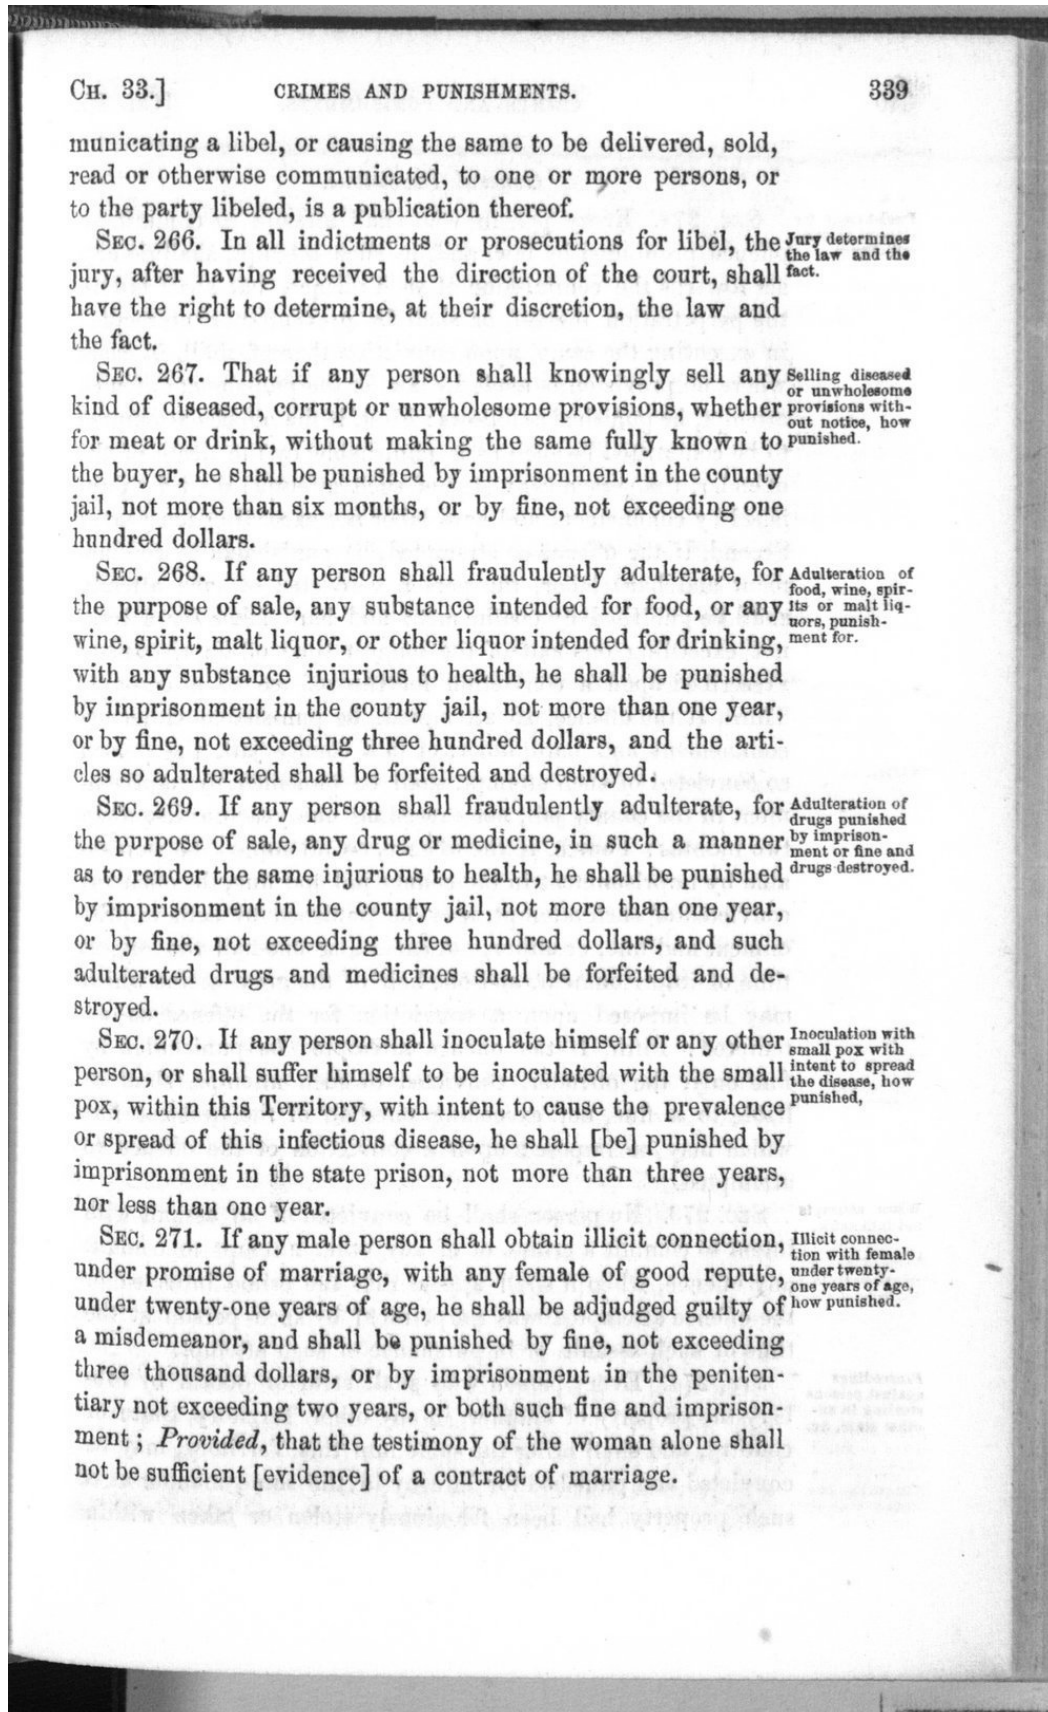 CH. 33.] CRIMES AND PUNISHMENTS. 339
municating a libel, or causing the same to be delivered, sold,
read or otherwise communicated, to one or more persons, or
to the party libeled, is a publication thereof.
SEC. 266. In all indictments or prosecutions for libel, the
jury, after having received the direction of the court, shall
have the right to determine, at their discretion, the law and
the fact.
Jury determines
the law and the
fact.
SEC. 267. That if any person shall knowingly sell any
kind of diseased, corrupt or unwholesome provisions, whether
for meat or drink, without making the same fully known to
the buyer, he shall be punished by imprisonment in the county
jail, not more than six months, or by fine, not exceeding one
hundred dollars.
Selling diseased
or unwholesome
provisions with-
out notice, how
punished.
SEC. 268. If any person shall fraudulently adulterate, for
the purpose of sale, any substance intended for food, or any
wine, spirit, malt liquor, or other liquor intended for drinking,
with any substance injurious to health, he shall be punished
by imprisonment in the county jail, not more than one year,
or by fine, not exceeding three hundred dollars, and the arti-
cles so adulterated shall be forfeited and destroyed.
Adulteration of
food, wine, spir-
its or malt liq-
uors, punish-
ment for.
SEC. 269. If any person shall fraudulently adulterate, for
the purpose of sale, any drug or medicine, in such a manner
as to render the same injurious to health, he shall be punished
by imprisonment in the county jail, not more than one year,
or by fine, not exceeding three hundred dollars, and such
adulterated drugs and medicines shall be forfeited and de-
stroyed.
Adulteration of
drugs punished
by imprison-
ment or fine and
drugs destroyed.
SEC. 270. If any person shall inoculate himself or any other
person, or shall suffer himself to be inoculated with the small
pox, within this Territory, with intent to cause the prevalence
or spread of this infectious disease, he shall [be] punished by
imprisonment in the state prison, not more than three years,
nor less than one year.
Inoculation with
small pox with
intent to spread
the disease, how
punished,
SEC. 271. If any male person shall obtain illicit connection,
under promise of marriage, with any female of good repute,
under twenty-one years of age, he shall be adjudged guilty of
a misdemeanor, and shall be punished by fine, not exceeding
three thousand dollars, or by imprisonment in the peniten-
tiary not exceeding two years, or both such fine and imprison-
ment; Provided, that the testimony of the woman alone shall
not be sufficient [evidence] of a contract of marriage.
Illicit connec-
tion with female
under twenty-
one years of age,
how punished.